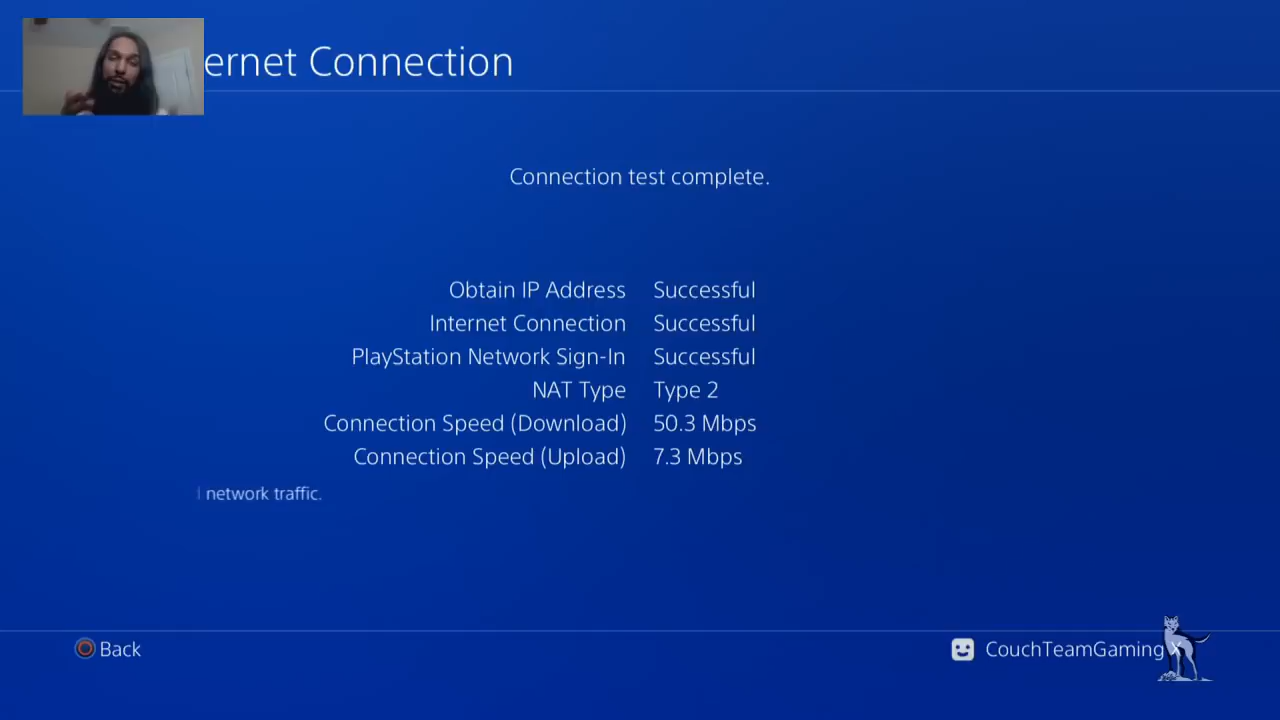 ernet Connection
Connection test complete.
Obtain IP Address Successful
Internet Connection Successful
PlayStation Network Sign-In Successful
NAT Type Type 2
Connection Speed (Download) 50.3 Mbps
Connection Speed (Upload) 7.3 Mbps
network traffic.
Back
CouchTeamGaming